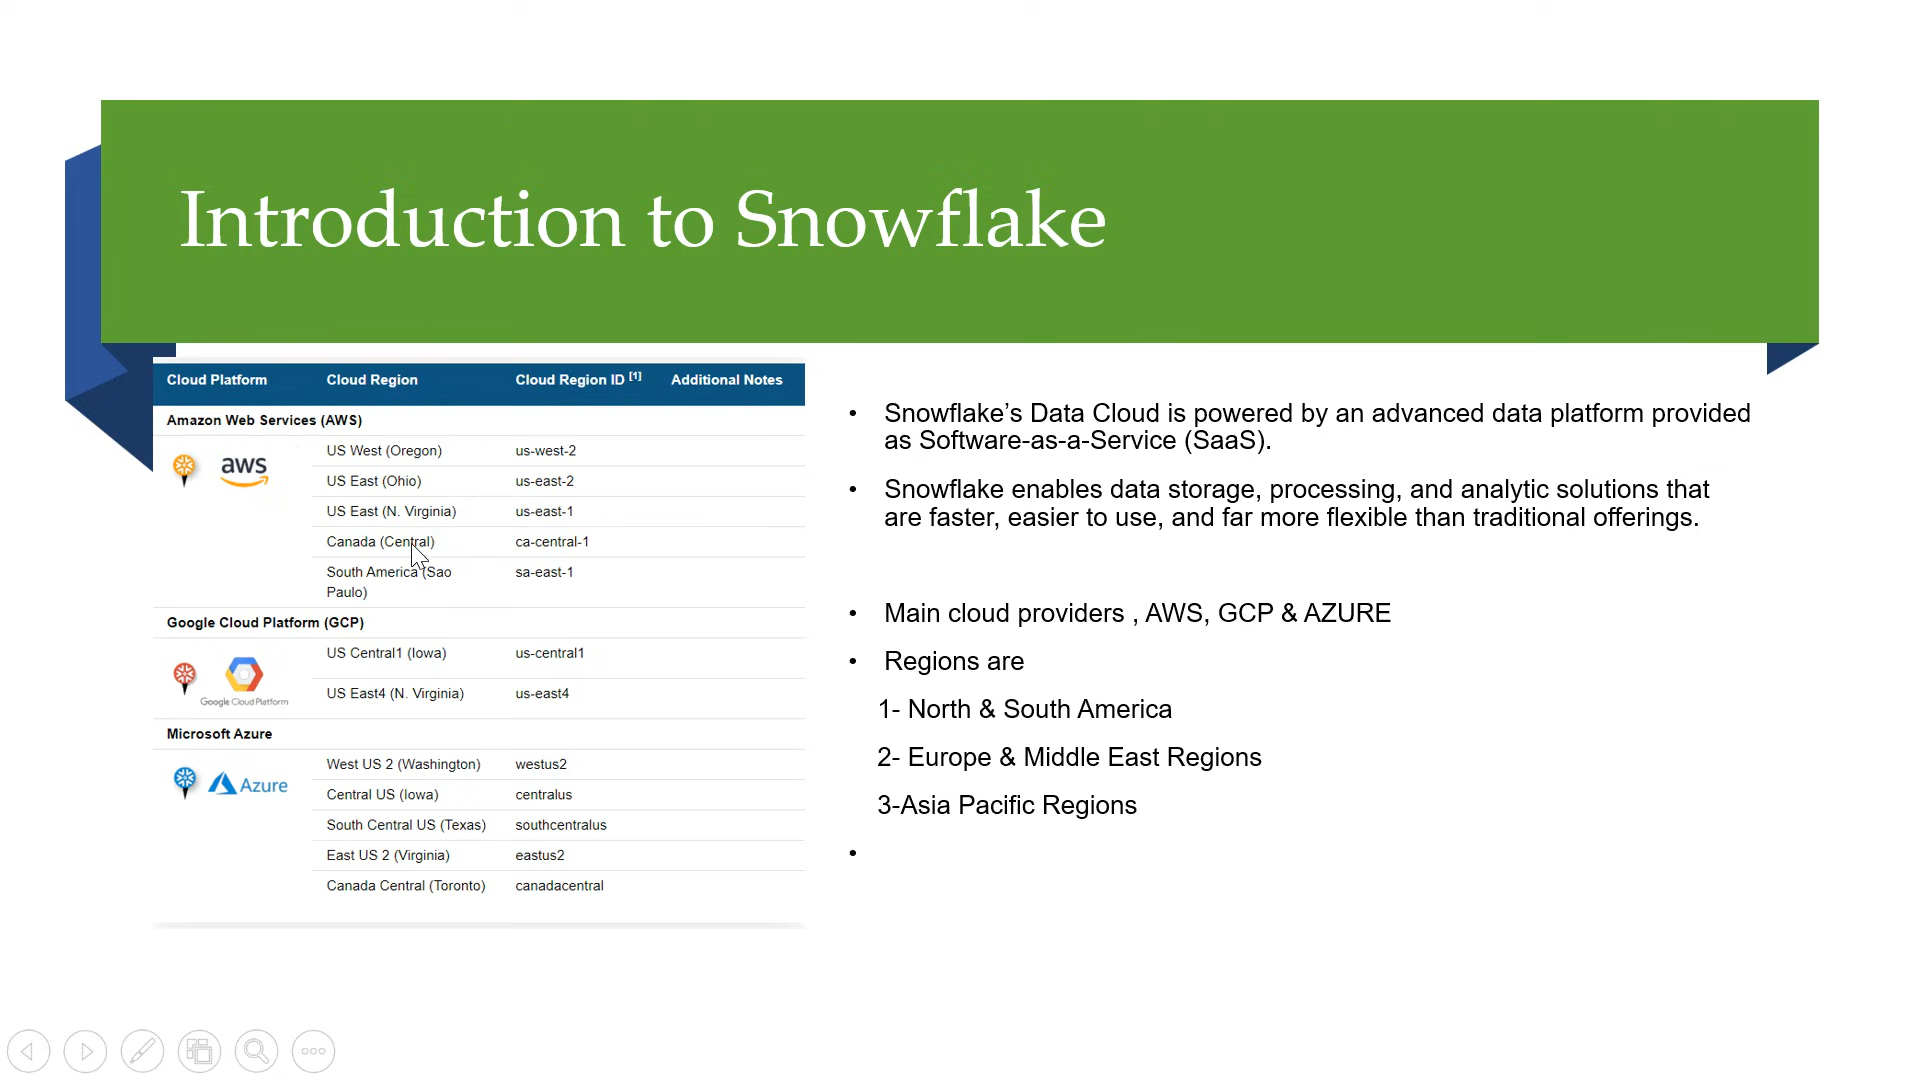 Introduction to Snowflake
Cloud Platform Cloud Region Cloud Region ID [1] Additional Notes
Amazon Web Services (AWS)
aws
US West (Oregon) us-west-2
US East (Ohio) us-east-2
US East (N. Virginia) us-east-1
Canada (Central) ca-central-1
South America (Sao sa-east-1
Paulo)
Google Cloud Platform (GCP)
Google Cloud Platform
US Central1 (Iowa) us-central1
US East4 (N. Virginia) us-east4
Microsoft Azure
Azure
West US 2 (Washington) westus2
Central US (Iowa) centralus
South Central US (Texas) southcentralus
East US 2 (Virginia) eastus2
Canada Central (Toronto) canadacentral
• Snowflake’s Data Cloud is powered by an advanced data platform provided
as Software-as-a-Service (SaaS).
• Snowflake enables data storage, processing, and analytic solutions that
are faster, easier to use, and far more flexible than traditional offerings.
• Main cloud providers , AWS, GCP & AZURE
• Regions are
1- North & South America
2- Europe & Middle East Regions
3-Asia Pacific Regions
•